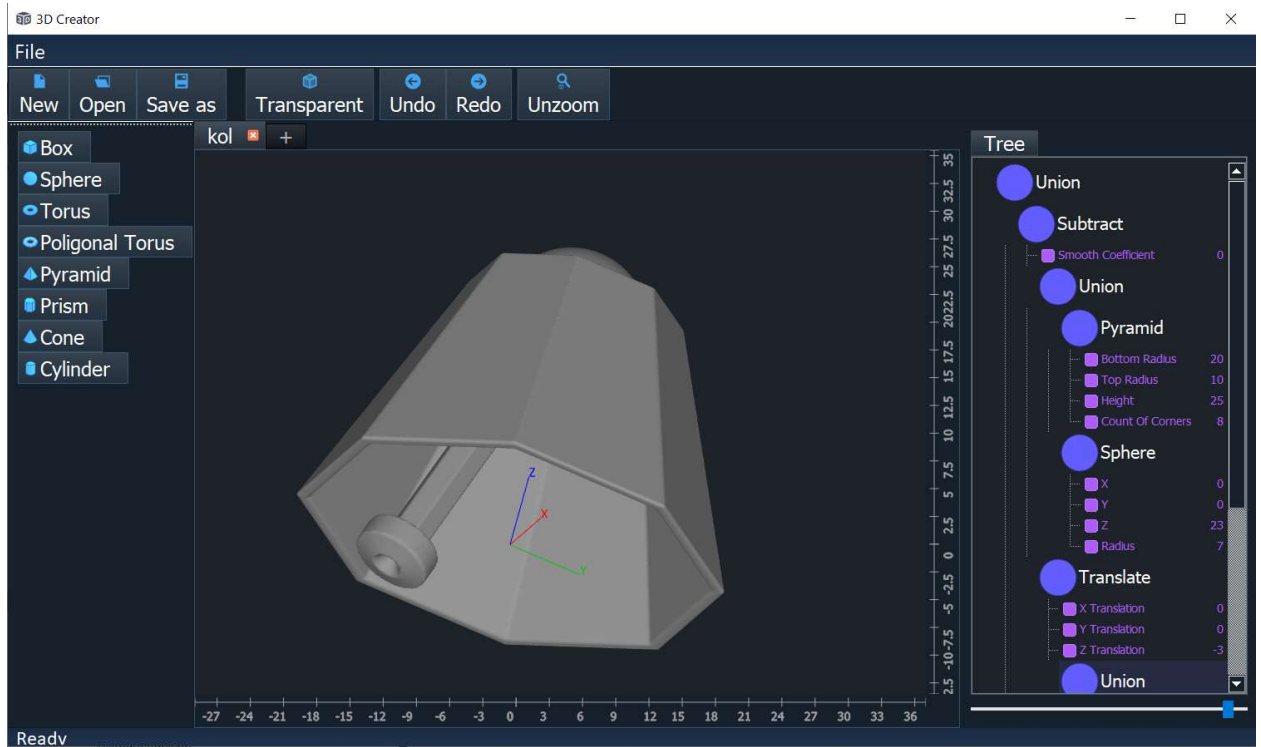 3D Creator
File
New Open Save as Transparent Undo Redo Unzoom
kol +
Box
Sphere
Torus
Poligonal Torus
Pyramid
Prism
Cone
Cylinder
Z
X
Y
35
32.5
30
27.5
25
22.5
20
17.5
15
12.5
10
7.5
5
2.5
0
-2.5
-5
-7.5
-10
2.5
-27 -24 -21 -18 -15 -12 -9 -6 -3 0 3 6 9 12 15 18 21 24 27 30 33 36
Tree
Union
Subtract
Smooth Coefficient 0
Union
Pyramid
Bottom Radius 20
Top Radius 10
Height 25
Count Of Corners 8
Sphere
X 0
Y 0
Z 23
Radius 7
Translate
X Translation 0
Y Translation 0
Z Translation -3
Union
Ready